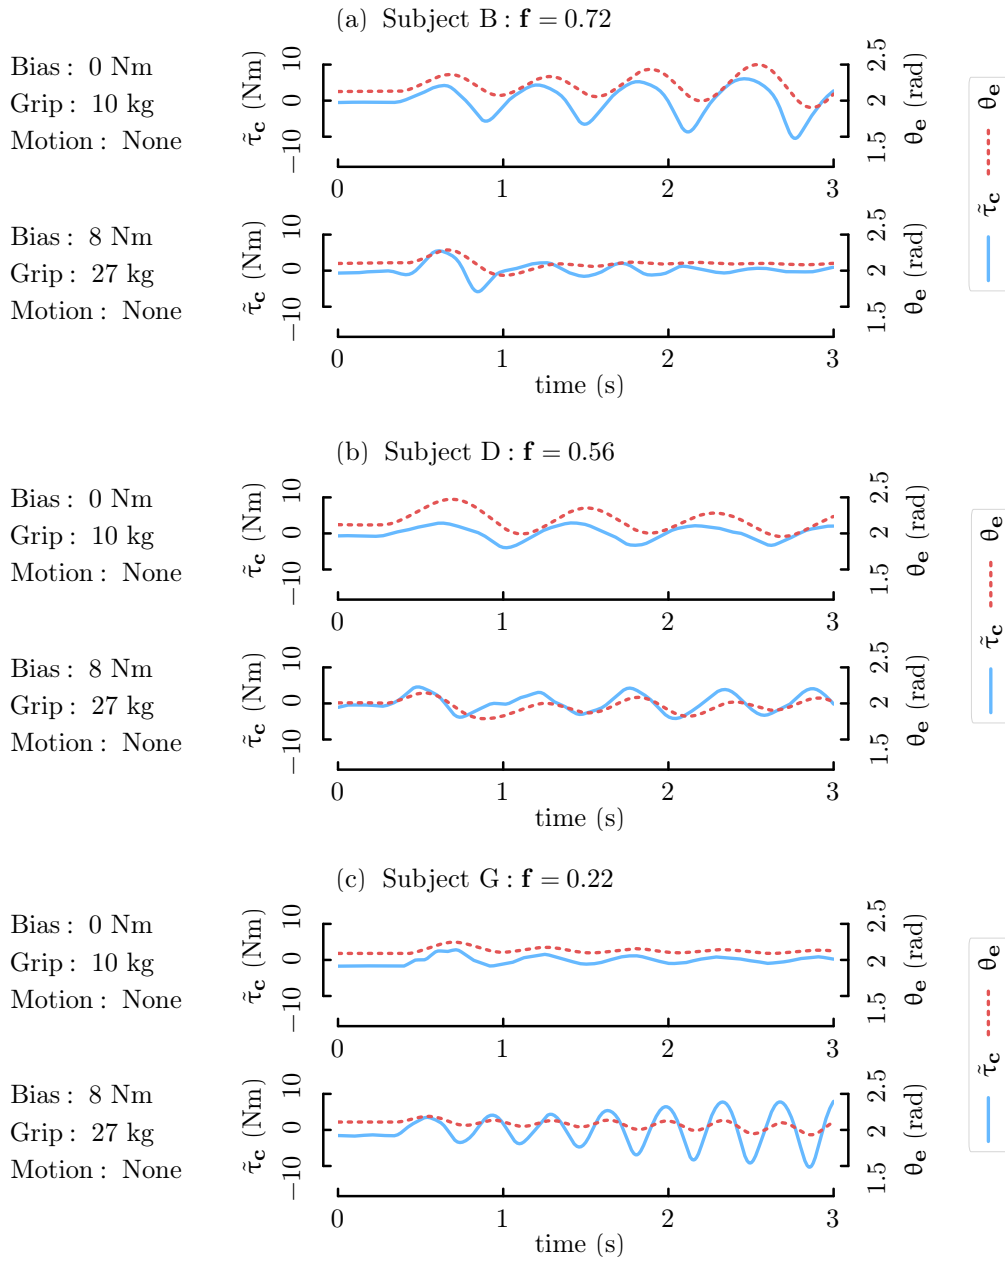 (a) Subject B : f = 0.72
Bias : 0 Nm
Grip : 10 kg
Motion : None
τ̃c (Nm)
10
0
−10
2.5
2
1.5
θe (rad)
0 1 2 3
Bias : 8 Nm
Grip : 27 kg
Motion : None
τ̃c (Nm)
10
0
−10
2.5
2
1.5
θe (rad)
0 1 2 3
time (s)
τ̃c θe
(b) Subject D : f = 0.56
Bias : 0 Nm
Grip : 10 kg
Motion : None
τ̃c (Nm)
10
0
−10
2.5
2
1.5
θe (rad)
0 1 2 3
Bias : 8 Nm
Grip : 27 kg
Motion : None
τ̃c (Nm)
10
0
−10
2.5
2
1.5
θe (rad)
0 1 2 3
time (s)
τ̃c θe
(c) Subject G : f = 0.22
Bias : 0 Nm
Grip : 10 kg
Motion : None
τ̃c (Nm)
10
0
−10
2.5
2
1.5
θe (rad)
0 1 2 3
Bias : 8 Nm
Grip : 27 kg
Motion : None
τ̃c (Nm)
10
0
−10
2.5
2
1.5
θe (rad)
0 1 2 3
time (s)
τ̃c θe